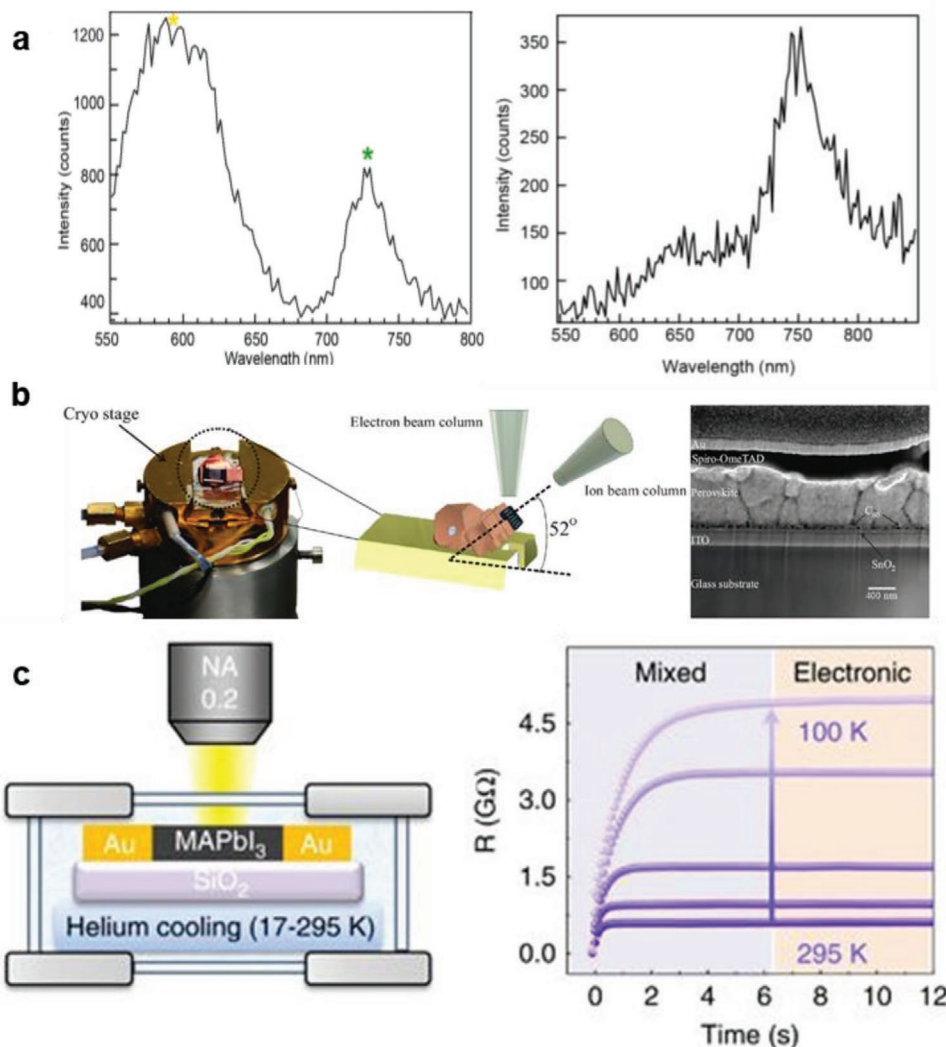 a
Intensity (counts)
1200
1000
800
600
400
*
*
550
600
650
700
750
800
Wavelength (nm)
Intensity (counts)
350
300
250
200
150
100
550
600
650
700
750
800
Wavelength (nm)
b
Cryo stage
Electron beam column
Ion beam column
52°
Au
Spiro-OmeTAD
Perovskite
C₆₀
ITO
SnO₂
Glass substrate
400 nm
c
NA
0.2
Au
MAPbI₃
Au
SiO₂
Helium cooling (17-295 K)
Mixed
Electronic
R (GΩ)
4.5
3.0
1.5
0.0
100 K
295 K
0
2
4
6
8
10
12
Time (s)